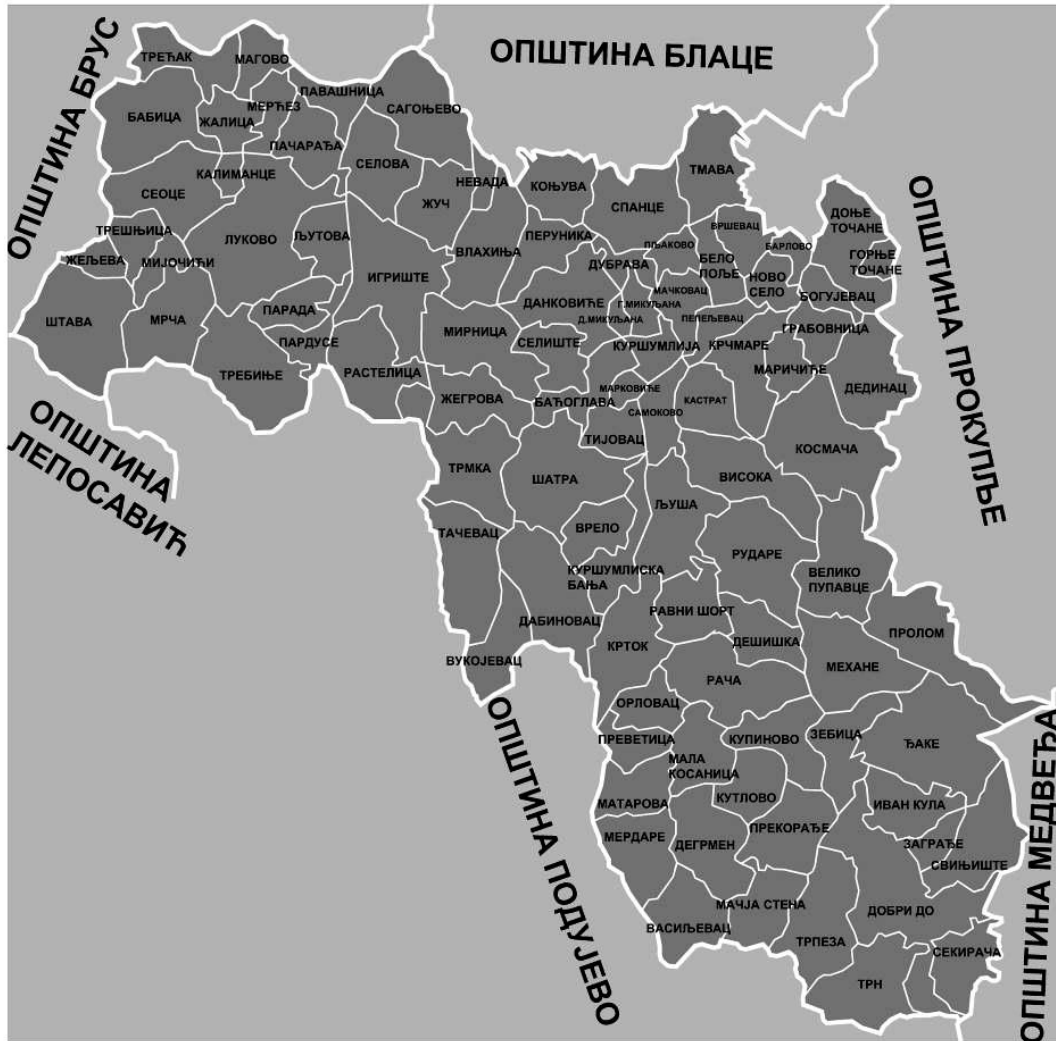 ОПШТИНА БРУС
ОПШТИНА БЛАЦЕ
ТРЕЋАК
МАГОВО
ПАВАШНИЦА
САГОЊЕВО
БАБИЦА
ЖАЛИЦА
МЕРЋЕЗ
ПАЧАРАЂА
СЕЛОВА
КАЛИМАНЦЕ
СЕОЦЕ
ЖУЧ
НЕВАДА
КОЊУВА
СПАНЦЕ
ТМАВА
ОПШТИНА ПРОКУПЉЕ
ДОЊЕ
ТОЧАНЕ
ГОРЊЕ
ТОЧАНЕ
ТРЕШЊИЦА
ЛУКОВО
ЉУТОВА
ВЛАХИЊА
ПЕРУНИКА
ПЉАКОВО
ВРШЕВАЦ
БАРЛОВО
ЖЕЉЕВА
МИЈОЧИЋИ
ИГРИШТЕ
ДУБРАВА
БЕЛО
ПОЉЕ
НОВО
СЕЛО
БОГУЈЕВАЦ
ДАНКОВИЋЕ
МАЧКОВАЦ
Г.МИКУЉАНА
Д.МИКУЉАНА
ПЕПЕЉЕВАЦ
ГРАБОВНИЦА
ШТАВА
МРЧА
ПАРАДА
ПАРДУСЕ
МИРНИЦА
СЕЛИШТЕ
КУРШУМЛИЈА
КРЧМАРЕ
МАРИЧИЋЕ
ДЕДИНАЦ
ТРЕБИЊЕ
РАСТЕЛИЦА
ЖЕГРОВА
БАЋОГЛАВА
МАРКОВИЋЕ
КАСТРАТ
САМОКОВО
ТИЈОВАЦ
КОСМАЧА
ОПШТИНА
ЛЕПОСАВИЋ
ТРМКА
ШАТРА
ВИСОКА
ЉУША
ТАЧЕВАЦ
ВРЕЛО
РУДАРЕ
КУРШУМЛИСКА
БАЊА
ВЕЛИКО
ПУПАВЦЕ
ДАБИНОВАЦ
РАВНИ ШОРТ
ДЕШИШКА
ПРОЛОМ
КРТОК
ВУКОЈЕВАЦ
РАЧА
МЕХАНЕ
ОПШТИНА ПОДУЈЕВО
ОРЛОВАЦ
ПРЕВЕТИЦА
КУПИНОВО
ЗЕБИЦА
ЂАКЕ
ОПШТИНА МЕДВЕЂА
МАЛА
КОСАНИЦА
МАТАРОВА
КУТЛОВО
ИВАН КУЛА
МЕРДАРЕ
ДЕГРМЕН
ПРЕКОРАЂЕ
ЗАГРАЂЕ
СВИЊИШТЕ
МАЧЈА СТЕНА
ДОБРИ ДО
ВАСИЉЕВАЦ
ТРПЕЗА
СЕКИРАЧА
ТРН